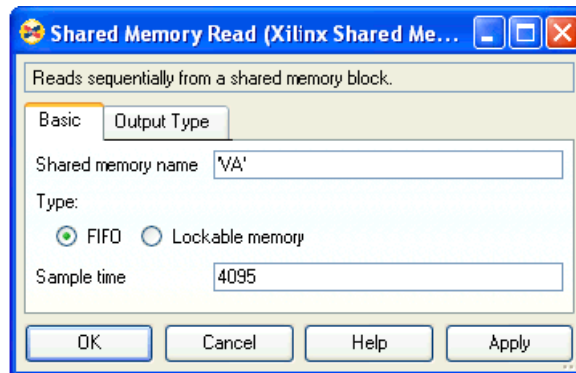 Shared Memory Read (Xilinx Shared Me...
Reads sequentially from a shared memory block.
Basic Output Type
Shared memory name 'VA'
Type:
FIFO Lockable memory
Sample time 4095
OK Cancel Help Apply